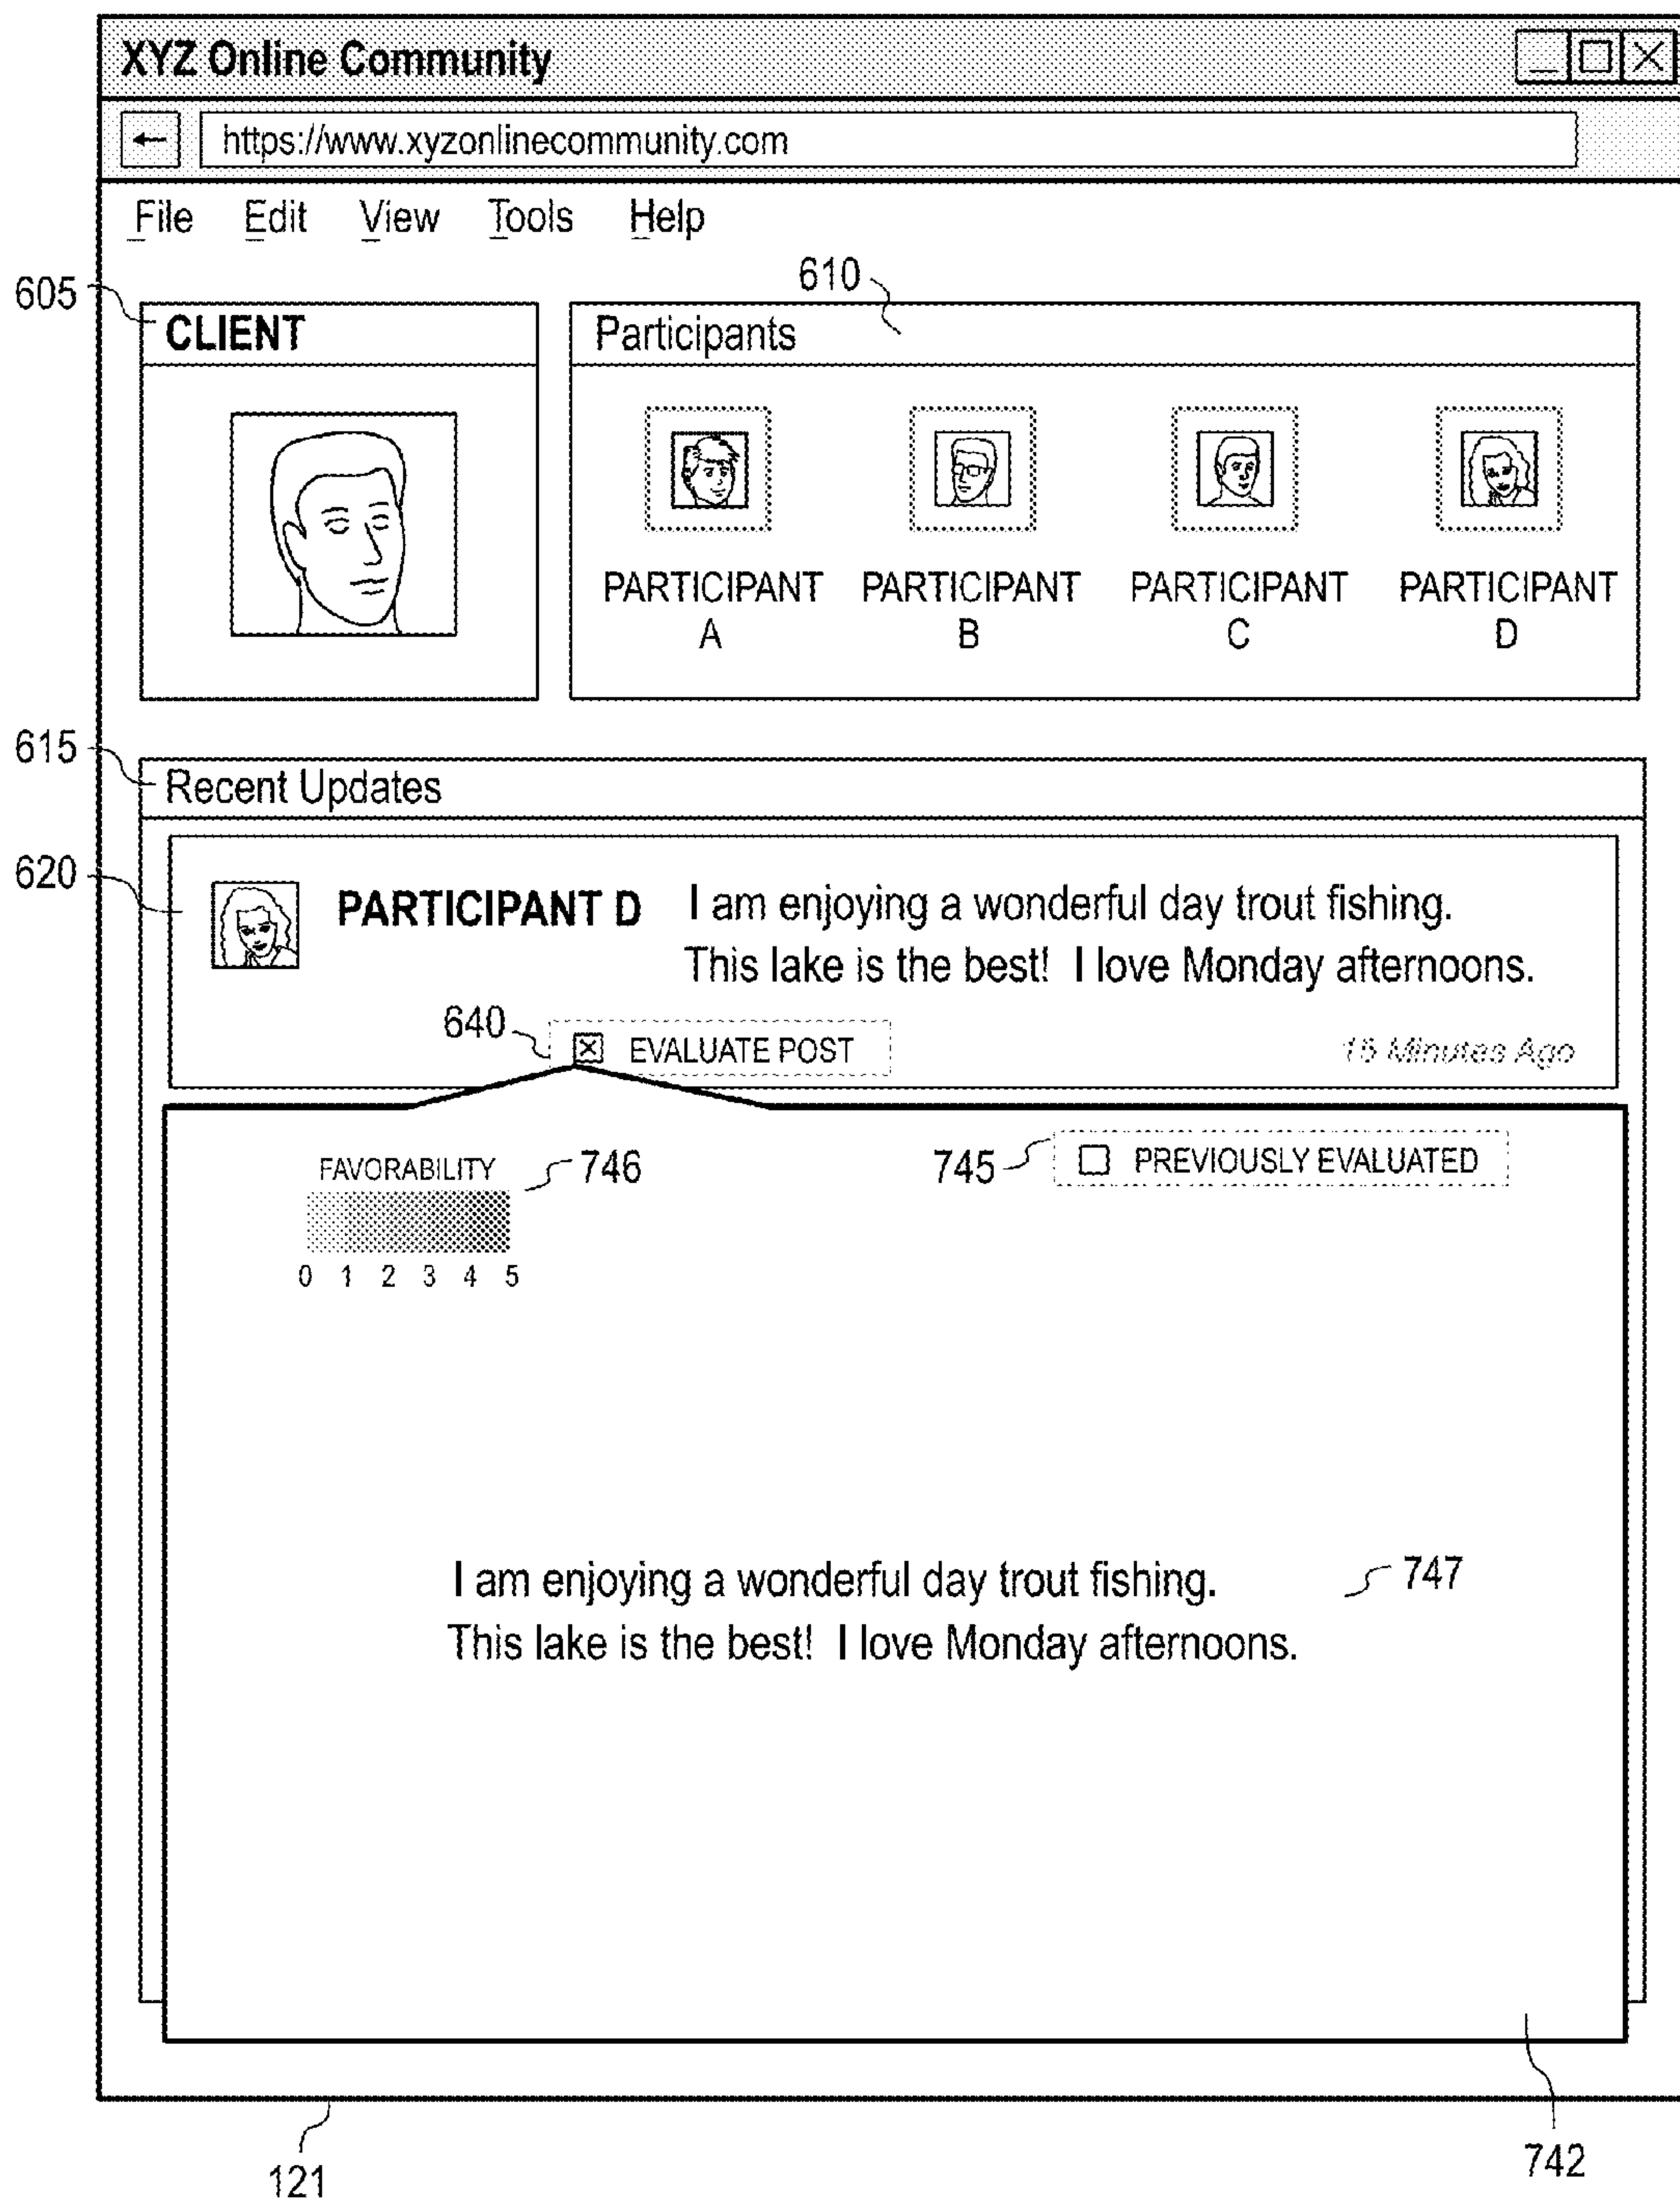 XYZ Online Community
https://www.xyzonlinecommunity.com
File Edit View Tools Help
605
610
CLIENT
Participants
PARTICIPANT A
PARTICIPANT B
PARTICIPANT C
PARTICIPANT D
615
Recent Updates
620
PARTICIPANT D
I am enjoying a wonderful day trout fishing.
This lake is the best! I love Monday afternoons.
640
EVALUATE POST
15 Minutes Ago
FAVORABILITY
746
745
PREVIOUSLY EVALUATED
0 1 2 3 4 5
I am enjoying a wonderful day trout fishing.
747
This lake is the best! I love Monday afternoons.
121
742